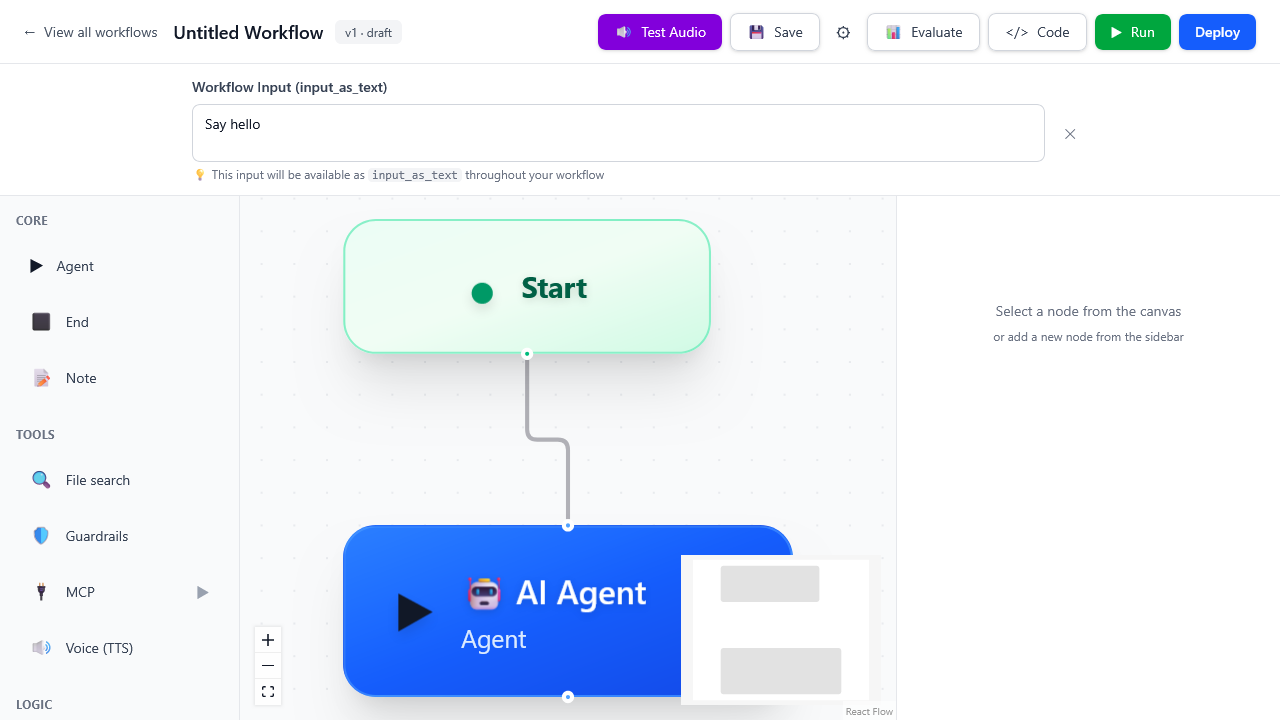 ← View all workflows Untitled Workflow v1 · draft Test Audio Save Evaluate </> Code Run Deploy
Workflow Input (input_as_text)
Say hello
This input will be available as input_as_text throughout your workflow
CORE
Agent
End
Note
TOOLS
File search
Guardrails
MCP
Voice (TTS)
LOGIC
Start
AI Agent
Agent
React Flow
Select a node from the canvas
or add a new node from the sidebar